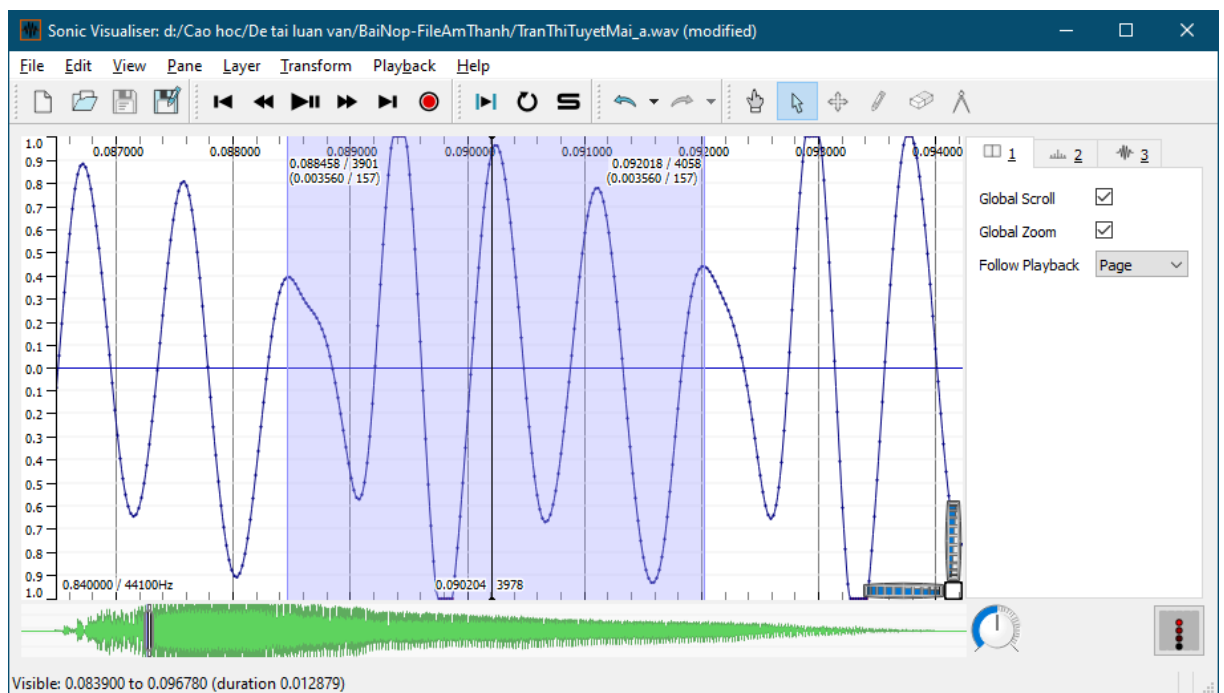 Sonic Visualiser: d:/Cao hoc/De tai luan van/BaiNop-FileAmThanh/TranThiTuyetMai_a.wav (modified)
File Edit View Pane Layer Transform Playback Help
1.0
0.9
0.8
0.7
0.6
0.5
0.4
0.3
0.2
0.1
0.0
0.1
0.2
0.3
0.4
0.5
0.6
0.7
0.8
0.9
1.0
0.087000 0.088000 0.089000 0.090000 0.091000 0.092000 0.093000 0.094000
0.088458 / 3901
(0.003560 / 157)
0.092018 / 4058
(0.003560 / 157)
0.840000 / 44100Hz
0.090204 3978
1 2 3
Global Scroll
Global Zoom
Follow Playback Page
Visible: 0.083900 to 0.096780 (duration 0.012879)